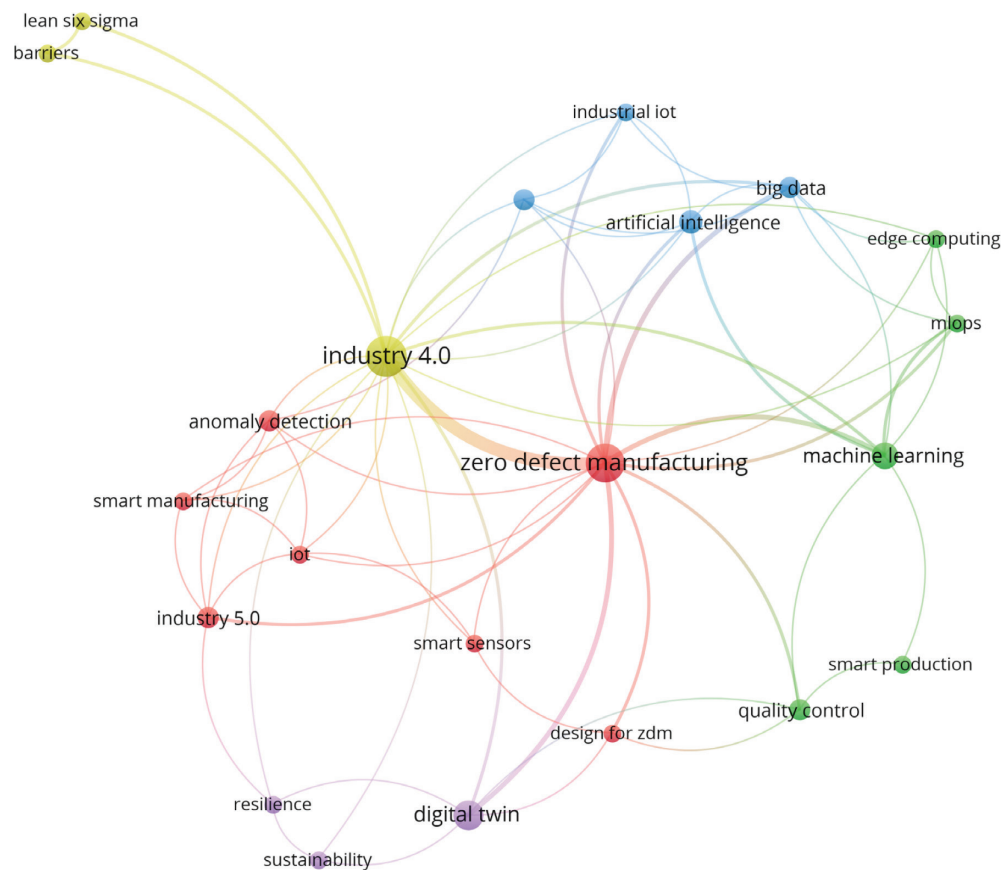 lean six sigma
barriers
industrial iot
big data
artificial intelligence
edge computing
mlops
industry 4.0
anomaly detection
zero defect manufacturing
machine learning
smart manufacturing
iot
industry 5.0
smart sensors
smart production
quality control
design for zdm
resilience
digital twin
sustainability